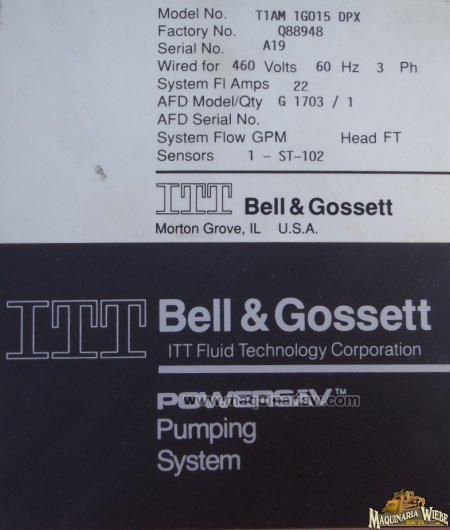 Model No. T1AM 1G015 DPX
Factory No. Q88948
Serial No. A19
Wired for 460 Volts 60 Hz 3 Ph
System Fl Amps 22
AFD Model/Qty G 1703 / 1
AFD Serial No.
System Flow GPM Head FT
Sensors 1 - ST-102
ITT Bell & Gossett
Morton Grove, IL U.S.A.
ITT Bell & Gossett
ITT Fluid Technology Corporation
POWERSAV™
www.maquinariew.com
Pumping
System
MAQUINARIA WIEBE